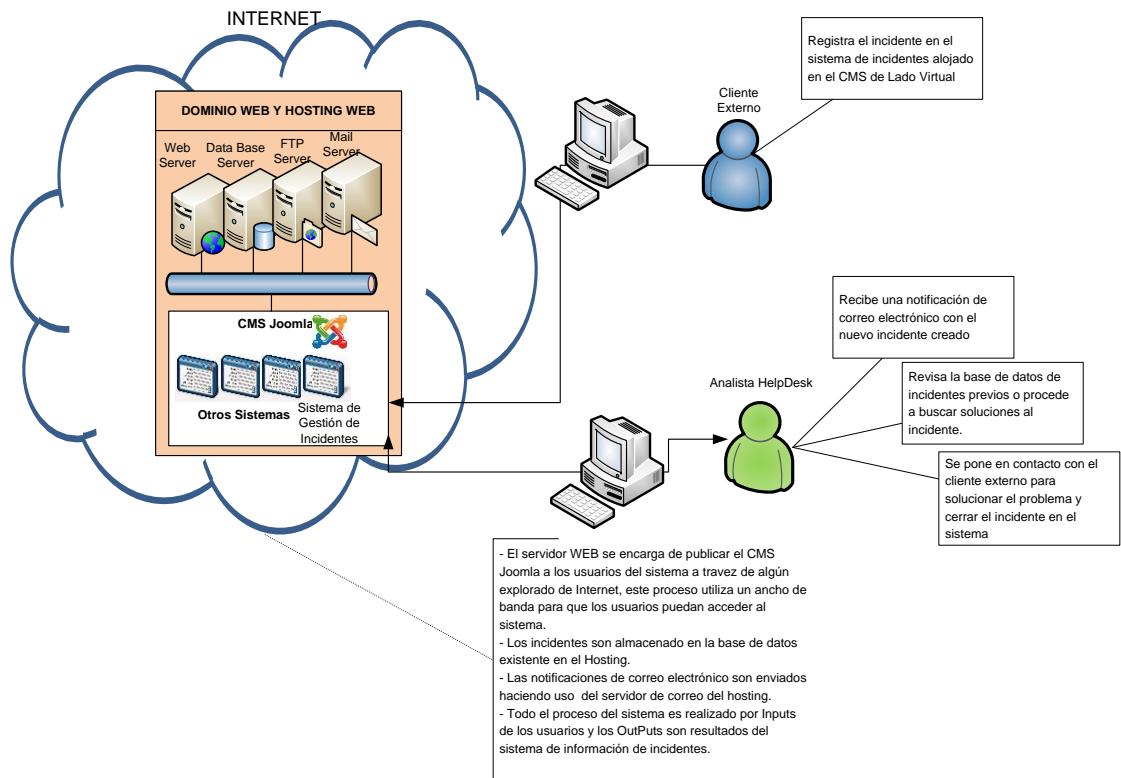 INTERNET
DOMINIO WEB Y HOSTING WEB
Web
Server
Data Base
Server
FTP
Server
Mail
Server
CMS Joomla
Otros Sistemas
Sistema de
Gestión de
Incidentes
Cliente
Externo
Registra el incidente en el
sistema de incidentes alojado
en el CMS de Lado Virtual
Analista HelpDesk
Recibe una notificación de
correo electrónico con el
nuevo incidente creado
Revisa la base de datos de
incidentes previos o procede
a buscar soluciones al
incidente.
Se pone en contacto con el
cliente externo para
solucionar el problema y
cerrar el incidente en el
sistema
- El servidor WEB se encarga de publicar el CMS
Joomla a los usuarios del sistema a travez de algún
explorado de Internet, este proceso utiliza un ancho de
banda para que los usuarios puedan acceder al
sistema.
- Los incidentes son almacenado en la base de datos
existente en el Hosting.
- Las notificaciones de correo electrónico son enviados
haciendo uso del servidor de correo del hosting.
- Todo el proceso del sistema es realizado por Inputs
de los usuarios y los OutPuts son resultados del
sistema de información de incidentes.